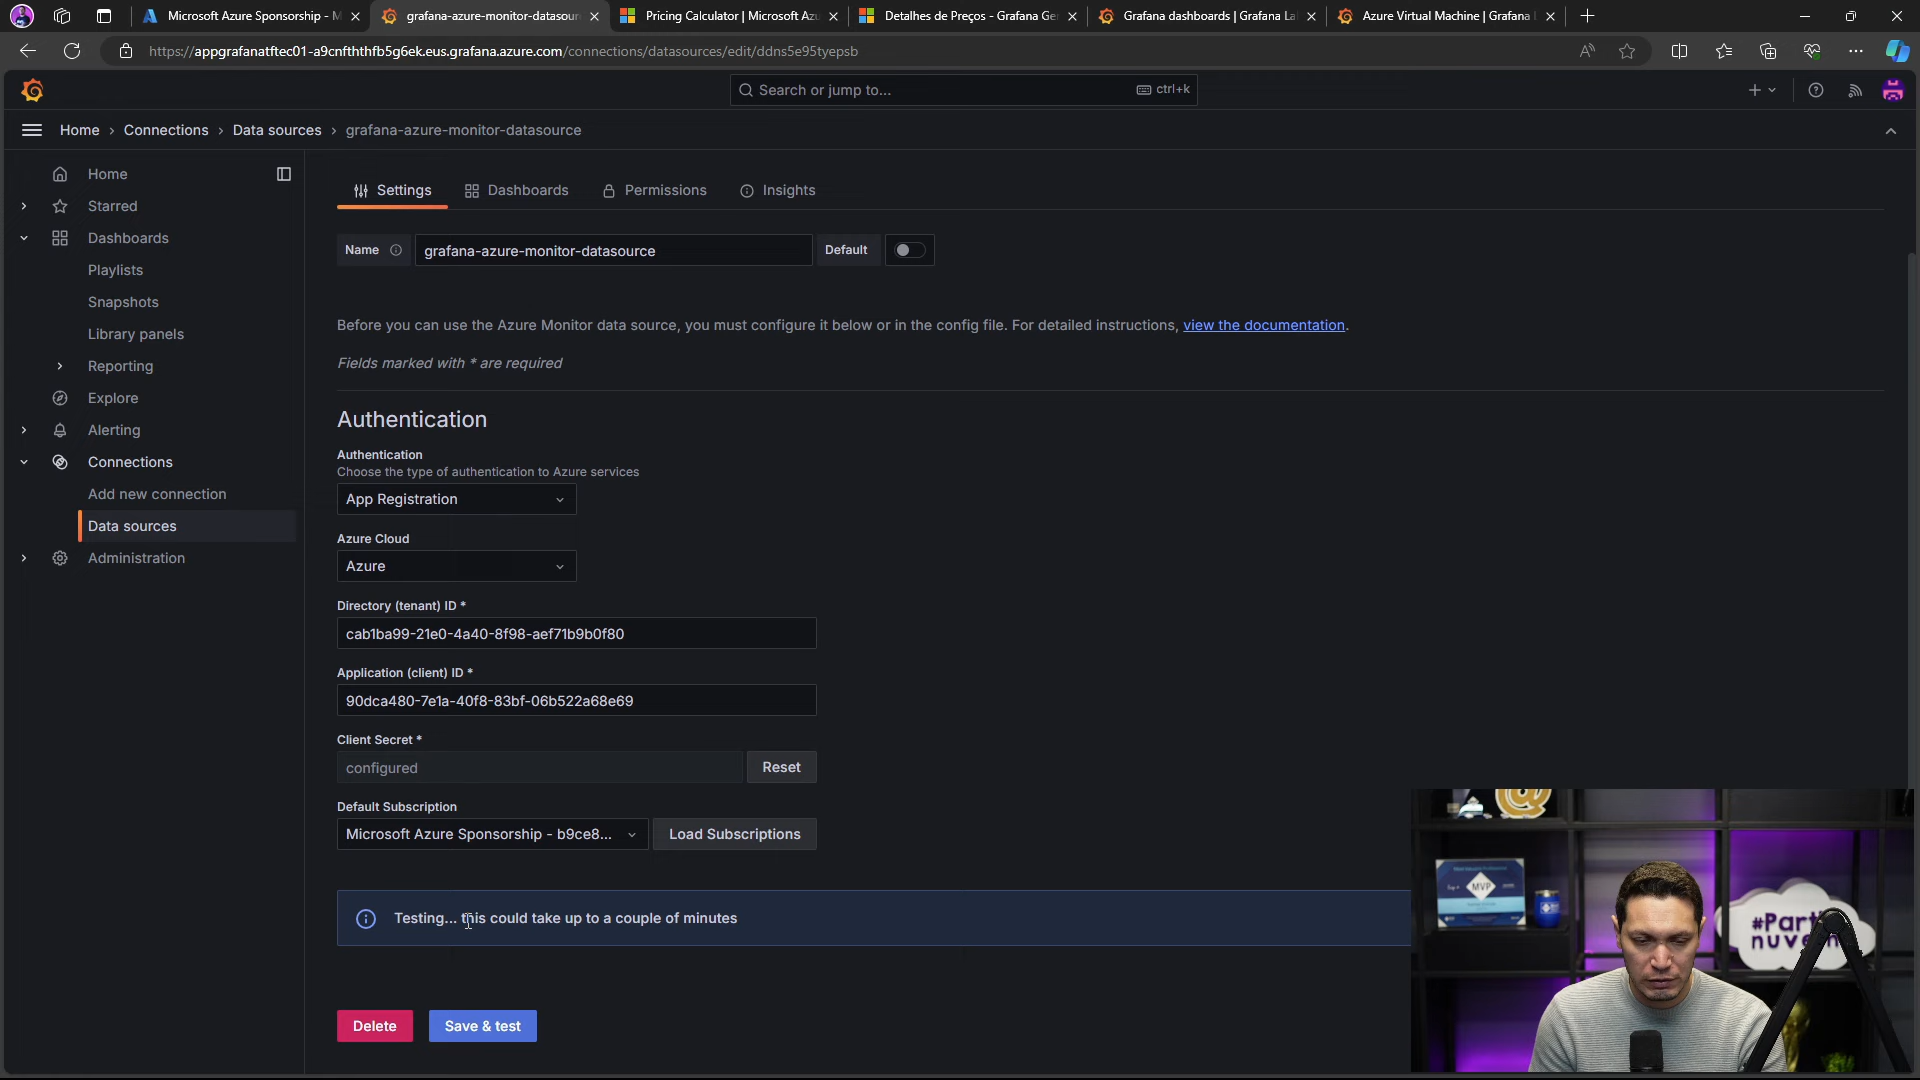 Microsoft Azure Sponsorship - M
grafana-azure-monitor-datasour
Pricing Calculator | Microsoft Azu
Detalhes de Preços - Grafana Ge
Grafana dashboards | Grafana La
Azure Virtual Machine | Grafana
https://appgrafanatftec01-a9cnfththfb5g6ek.eus.grafana.azure.com/connections/datasources/edit/ddns5e95tyepsb
Search or jump to...
ctrl+k
Home › Connections › Data sources › grafana-azure-monitor-datasource
Home
Starred
Dashboards
Playlists
Snapshots
Library panels
Reporting
Explore
Alerting
Connections
Add new connection
Data sources
Administration
Settings
Dashboards
Permissions
Insights
Name
grafana-azure-monitor-datasource
Default
Before you can use the Azure Monitor data source, you must configure it below or in the config file. For detailed instructions, view the documentation.
Fields marked with * are required
Authentication
Authentication
Choose the type of authentication to Azure services
App Registration
Azure Cloud
Azure
Directory (tenant) ID *
cab1ba99-21e0-4a40-8f98-aef71b9b0f80
Application (client) ID *
90dca480-7e1a-40f8-83bf-06b522a68e69
Client Secret *
configured
Reset
Default Subscription
Microsoft Azure Sponsorship - b9ce8...
Load Subscriptions
Testing... this could take up to a couple of minutes
Delete
Save & test
MVP
#Part
nuvem